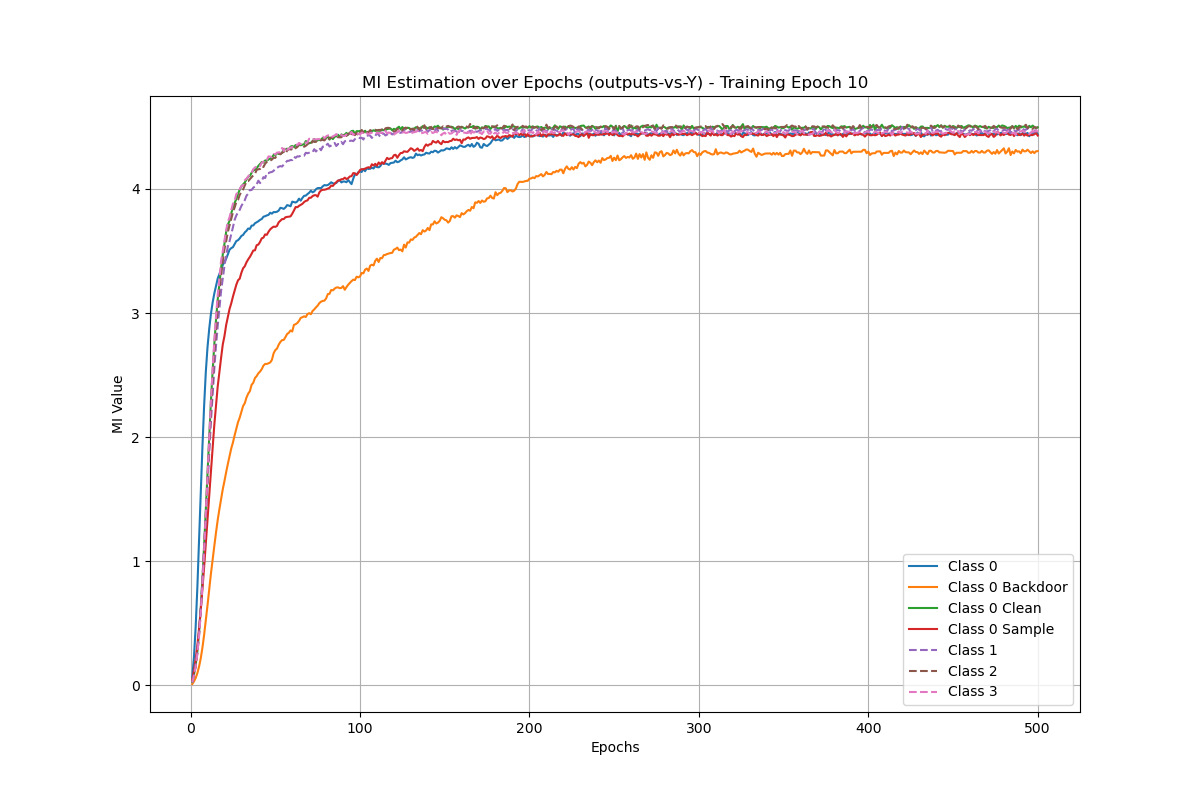 MI Estimation over Epochs (outputs-vs-Y) - Training Epoch 10
MI Value
4
3
2
1
0
0 100 200 300 400 500
Epochs
Class 0
Class 0 Backdoor
Class 0 Clean
Class 0 Sample
Class 1
Class 2
Class 3